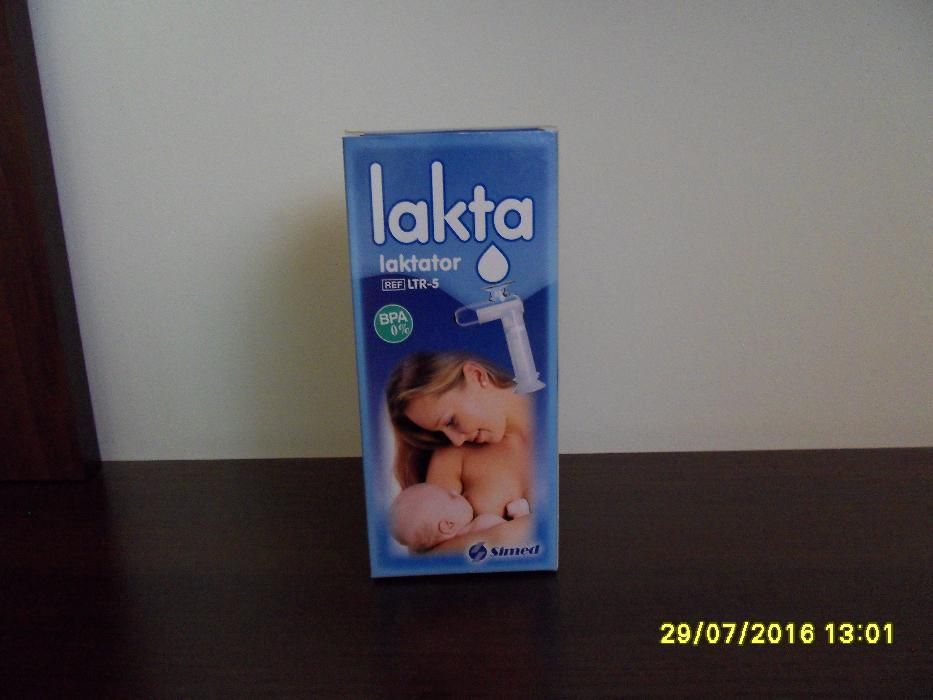 lakta
laktator
REF LTR-5
BPA
0%
Simed
29/07/2016 13:01